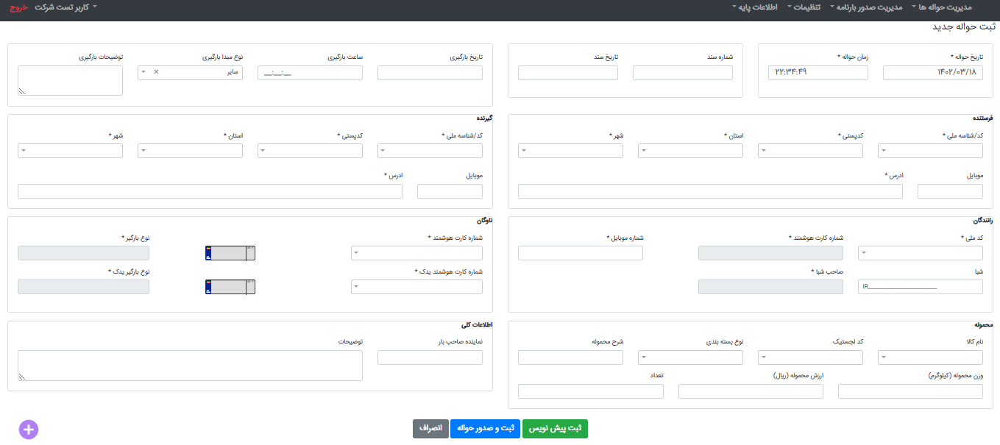 مدیریت حواله ها
مدیریت صدور بارنامه
تنظیمات
اطلاعات پایه
کاربر تست شرکت
خروج
ثبت حواله جدید
تاریخ حواله *
زمان حواله *
۱۴۰۲/۰۳/۱۸
۲۲:۳۴:۴۹
شماره سند
تاریخ سند
تاریخ بارگیری
ساعت بارگیری
نوع مبدا بارگیری
توضیحات بارگیری
__:__:__
سایر
×
فرستنده
کد/شناسه ملی *
کدپستی *
استان *
شهر *
موبایل
ادرس *
گیرنده
کد/شناسه ملی *
کدپستی *
استان *
شهر *
موبایل
ادرس *
رانندگان
کد ملی *
شماره کارت هوشمند *
شماره موبایل *
شبا
صاحب شبا *
IR________________________
ناوگان
شماره کارت هوشمند *
نوع بارگیر *
شماره کارت هوشمند یدک *
نوع بارگیر یدک *
محموله
نام کالا
کد لجستیک
نوع بسته بندی
شرح محموله
وزن محموله (کیلوگرم)
ارزش محموله (ریال)
تعداد
اطلاعات کلی
نماینده صاحب بار
توضیحات
ثبت پیش نویس
ثبت و صدور حواله
انصراف